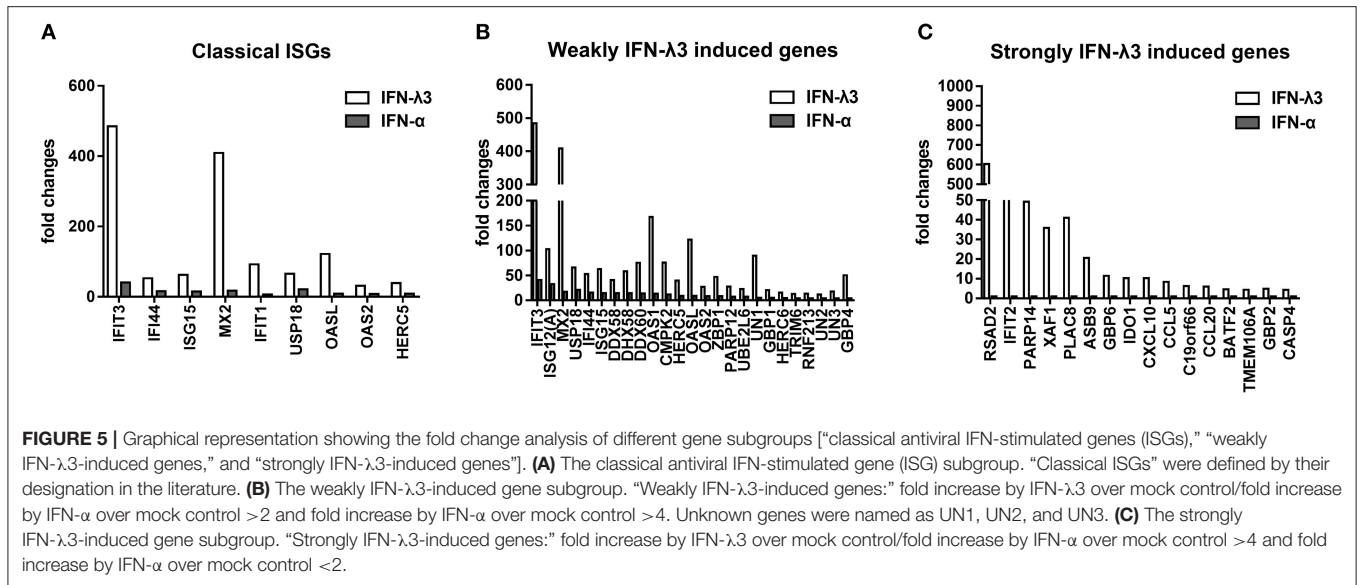 A
Classical ISGs
600
400
200
0
fold changes
IFN-λ3
IFN-α
IFIT3
IFI44
ISG15
MX2
IFIT1
USP18
OASL
OAS2
HERC5
B
Weakly IFN-λ3 induced genes
600
500
400
300
200
150
100
50
0
fold changes
IFN-λ3
IFN-α
IFIT3
ISG12(A)
MX2
USP18
IFI44
ISG15
DDX58
DHX58
DDX60
OAS1
CMPK2
HERC5
OASL
OAS2
ZBP1
PARP12
UBE2L6
UN1
GBP1
HERC6
TRIM6
RNF213
UN2
UN3
GBP4
C
Strongly IFN-λ3 induced genes
1000
900
800
700
600
500
50
40
30
20
10
0
fold changes
IFN-λ3
IFN-α
RSAD2
IFIT2
PARP14
XAF1
PLAC8
ASB9
GBP6
IDO1
CXCL10
CCL5
C19orf66
CCL20
BATF2
TMEM106A
GBP2
CASP4
FIGURE 5 | Graphical representation showing the fold change analysis of different gene subgroups [“classical antiviral IFN-stimulated genes (ISGs),” “weakly
IFN-λ3-induced genes,” and “strongly IFN-λ3-induced genes”]. (A) The classical antiviral IFN-stimulated gene (ISG) subgroup. “Classical ISGs” were defined by their
designation in the literature. (B) The weakly IFN-λ3-induced gene subgroup. “Weakly IFN-λ3-induced genes:” fold increase by IFN-λ3 over mock control/fold increase
by IFN-α over mock control >2 and fold increase by IFN-α over mock control >4. Unknown genes were named as UN1, UN2, and UN3. (C) The strongly
IFN-λ3-induced gene subgroup. “Strongly IFN-λ3-induced genes:” fold increase by IFN-λ3 over mock control/fold increase by IFN-α over mock control >4 and fold
increase by IFN-α over mock control <2.